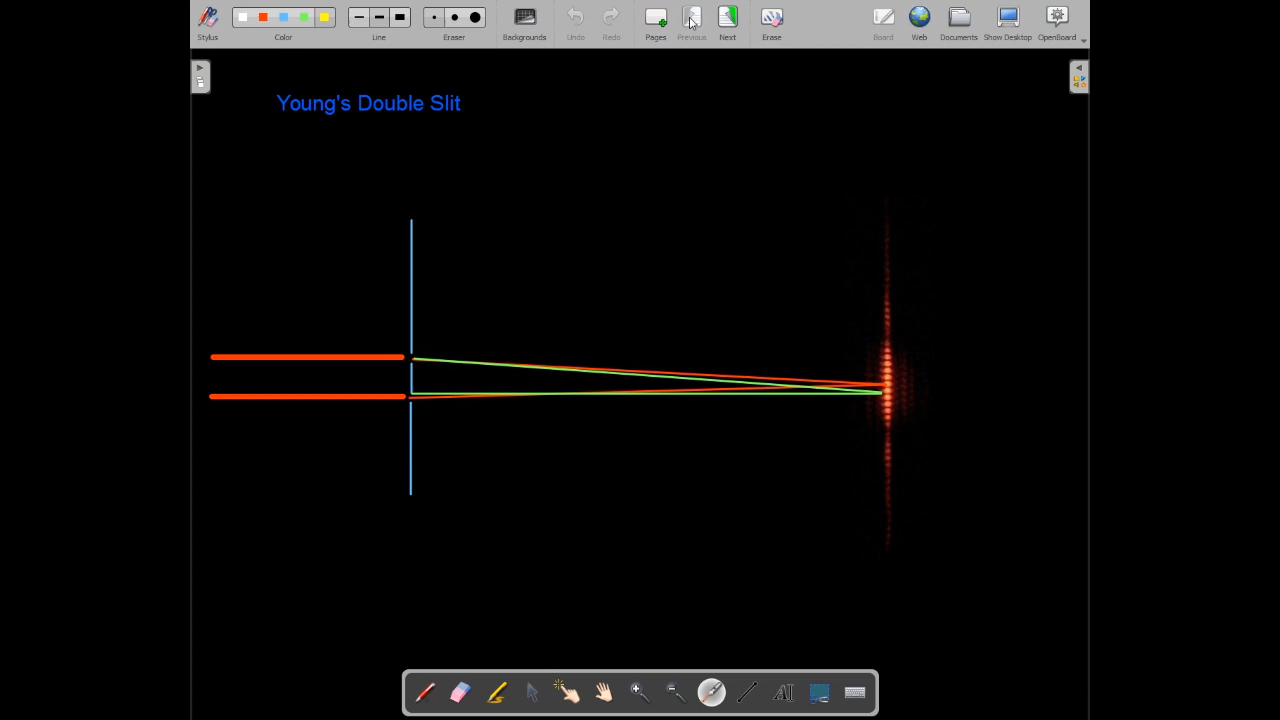 Stylus
Color
Line
Eraser
Backgrounds
Undo
Redo
Pages
Previous
Next
Erase
Board
Web
Documents
Show Desktop
OpenBoard
Young's Double Slit
AI